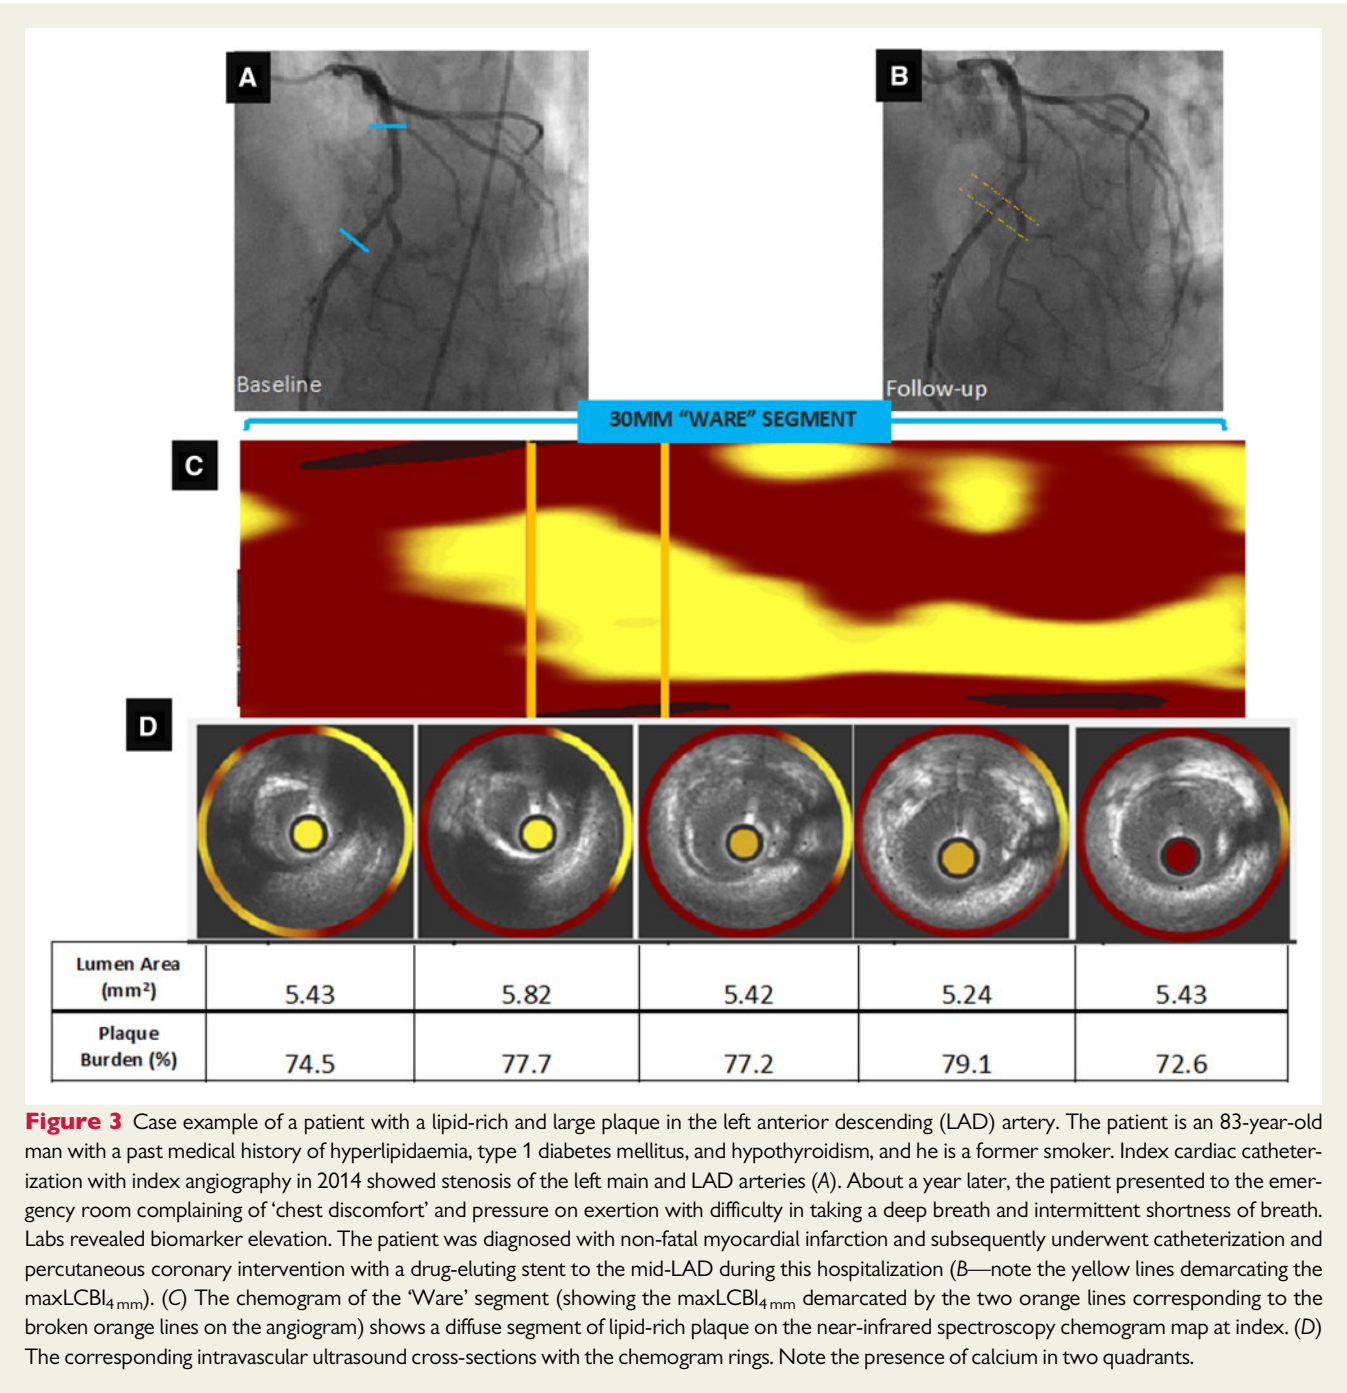 A
B
Baseline
Follow-up
30MM “WARE” SEGMENT
C
D
Lumen Area
(mm²)
5.43
5.82
5.42
5.24
5.43
Plaque
Burden (%)
74.5
77.7
77.2
79.1
72.6
Figure 3 Case example of a patient with a lipid-rich and large plaque in the left anterior descending (LAD) artery. The patient is an 83-year-old
man with a past medical history of hyperlipidaemia, type 1 diabetes mellitus, and hypothyroidism, and he is a former smoker. Index cardiac catheter-
ization with index angiography in 2014 showed stenosis of the left main and LAD arteries (A). About a year later, the patient presented to the emer-
gency room complaining of ‘chest discomfort’ and pressure on exertion with difficulty in taking a deep breath and intermittent shortness of breath.
Labs revealed biomarker elevation. The patient was diagnosed with non-fatal myocardial infarction and subsequently underwent catheterization and
percutaneous coronary intervention with a drug-eluting stent to the mid-LAD during this hospitalization (B—note the yellow lines demarcating the
maxLCBI4 mm). (C) The chemogram of the ‘Ware’ segment (showing the maxLCBI4 mm demarcated by the two orange lines corresponding to the
broken orange lines on the angiogram) shows a diffuse segment of lipid-rich plaque on the near-infrared spectroscopy chemogram map at index. (D)
The corresponding intravascular ultrasound cross-sections with the chemogram rings. Note the presence of calcium in two quadrants.